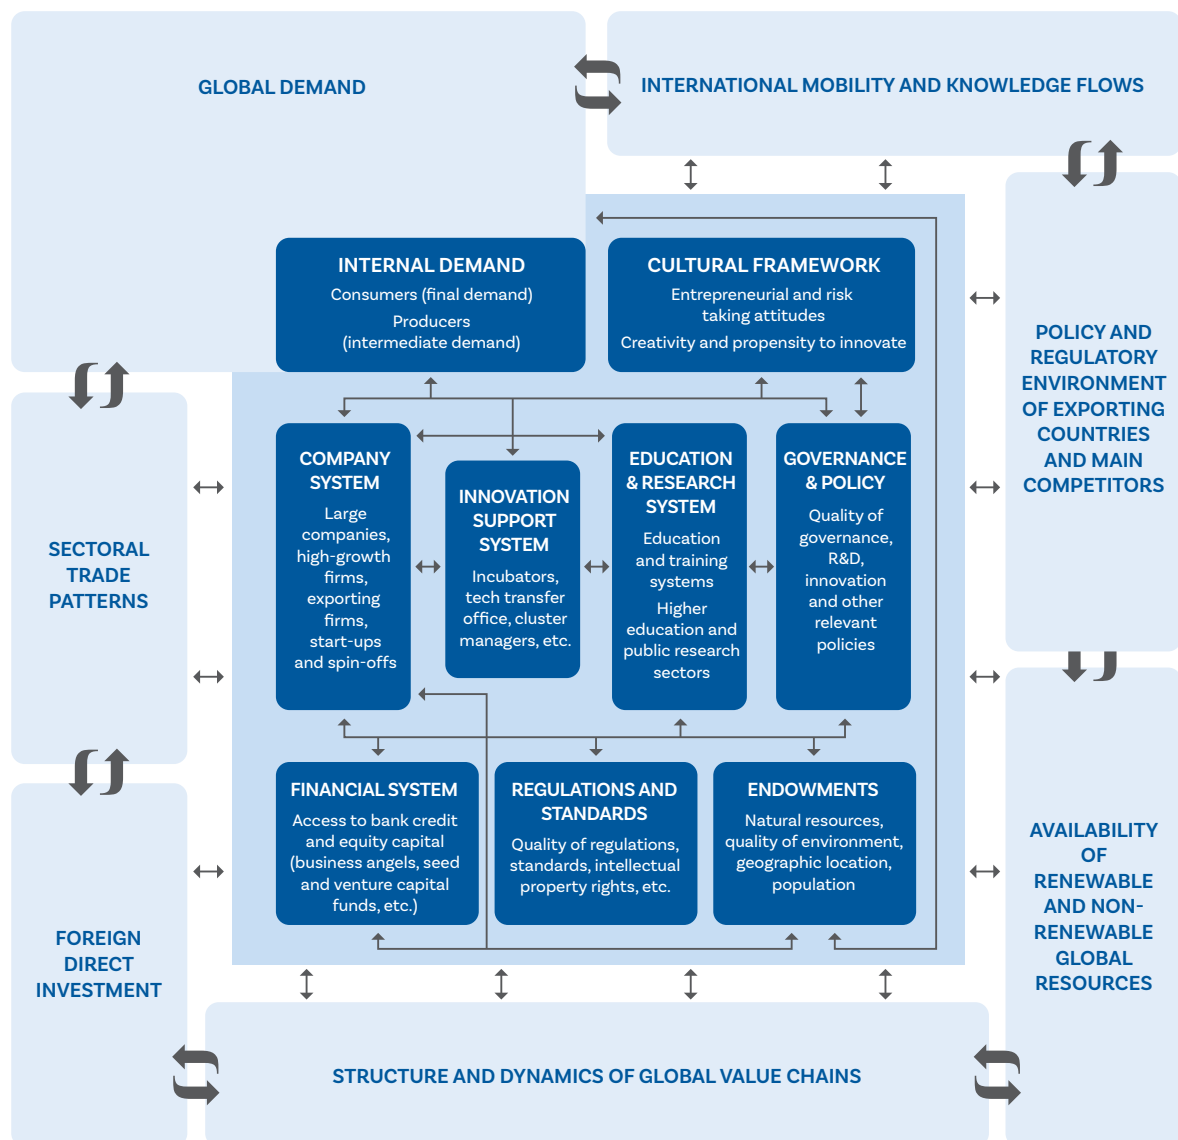 GLOBAL DEMAND
INTERNATIONAL MOBILITY AND KNOWLEDGE FLOWS
INTERNAL DEMAND
Consumers (final demand)
Producers
(intermediate demand)
CULTURAL FRAMEWORK
Entrepreneurial and risk
taking attitudes
Creativity and propensity to innovate
POLICY AND
REGULATORY
ENVIRONMENT
OF EXPORTING
COUNTRIES
AND MAIN
COMPETITORS
SECTORAL
TRADE
PATTERNS
COMPANY
SYSTEM
Large
companies,
high-growth
firms,
exporting
firms,
start-ups
and spin-offs
INNOVATION
SUPPORT
SYSTEM
Incubators,
tech transfer
office, cluster
managers, etc.
EDUCATION
& RESEARCH
SYSTEM
Education
and training
systems
Higher
education and
public research
sectors
GOVERNANCE
& POLICY
Quality of
governance,
R&D,
innovation
and other
relevant
policies
FINANCIAL SYSTEM
Access to bank credit
and equity capital
(business angels, seed
and venture capital
funds, etc.)
REGULATIONS AND
STANDARDS
Quality of regulations,
standards, intellectual
property rights, etc.
ENDOWMENTS
Natural resources,
quality of environment,
geographic location,
population
AVAILABILITY
OF
RENEWABLE
AND NON-
RENEWABLE
GLOBAL
RESOURCES
FOREIGN
DIRECT
INVESTMENT
STRUCTURE AND DYNAMICS OF GLOBAL VALUE CHAINS